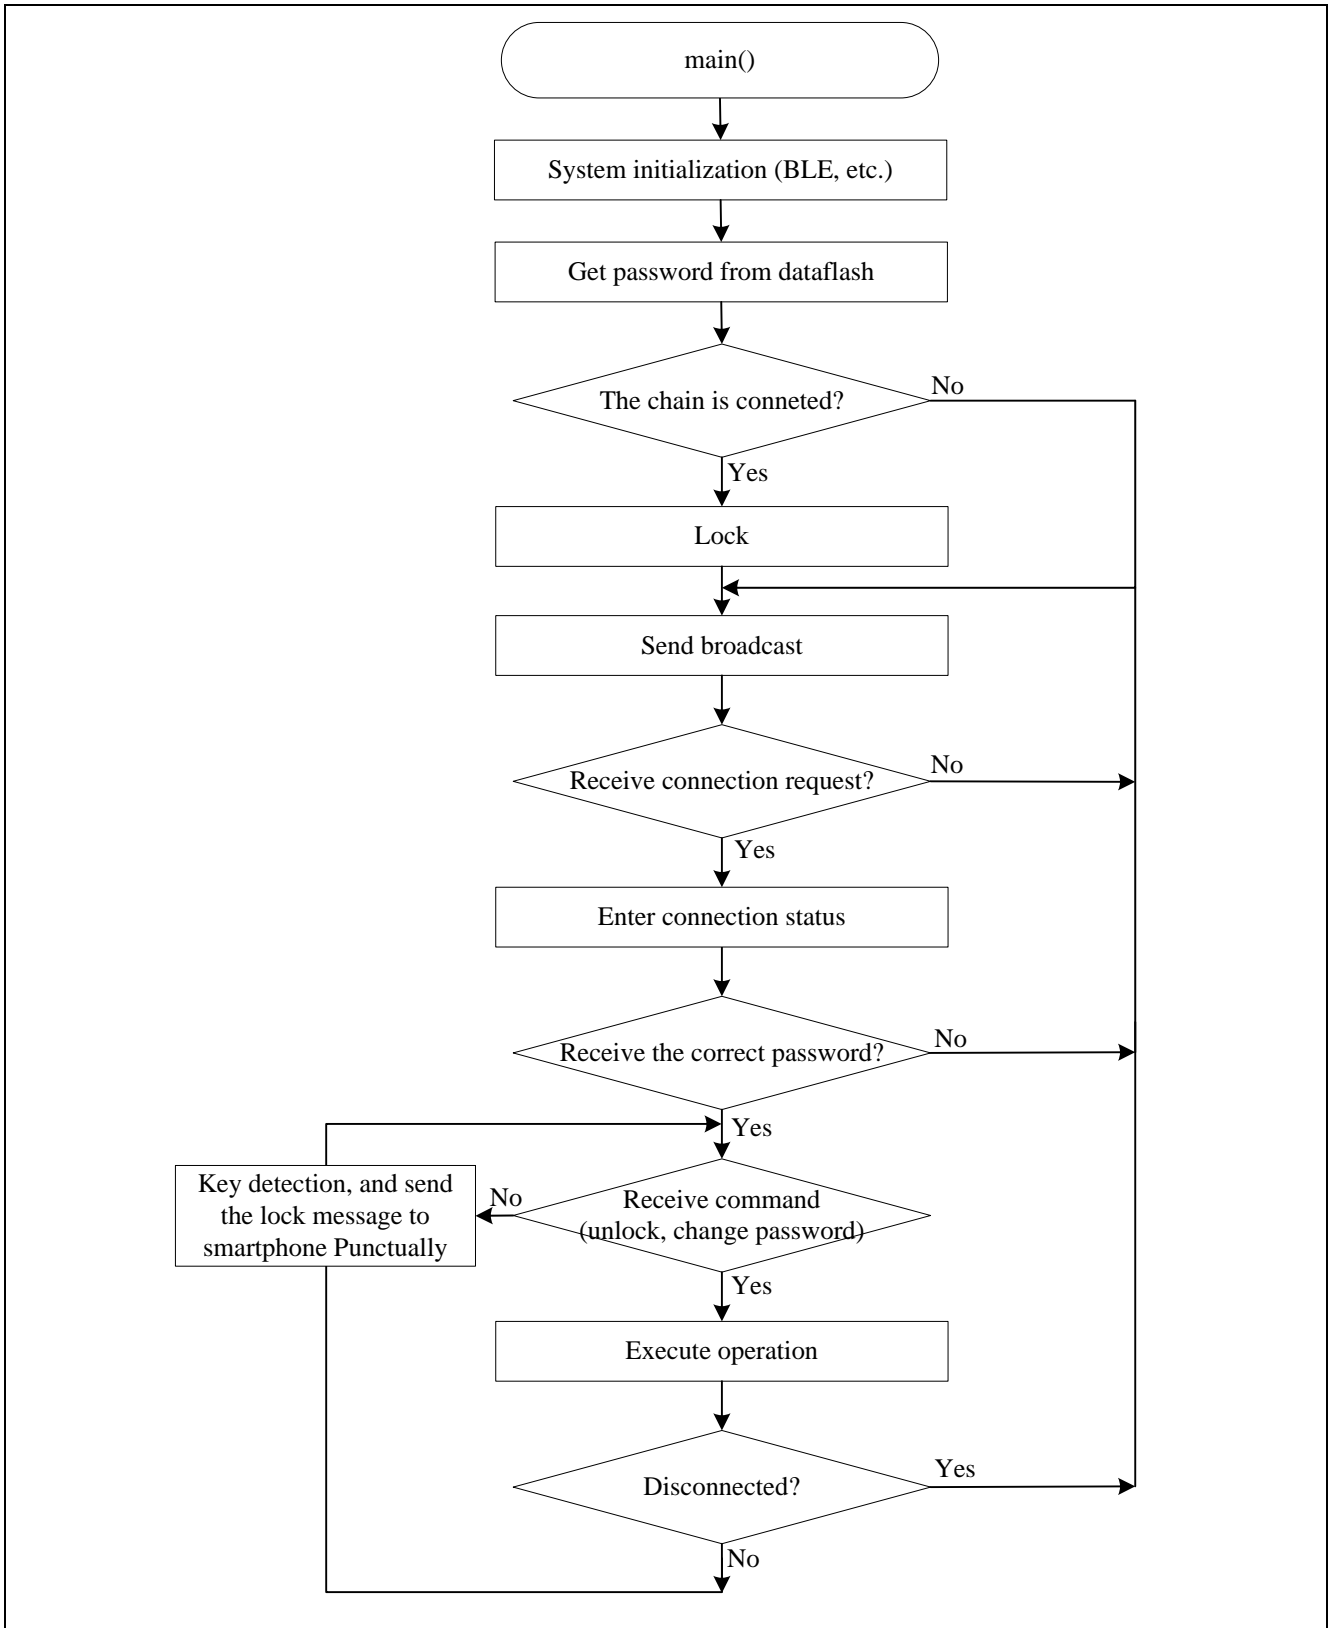 main()
System initialization (BLE, etc.)
Get password from dataflash
The chain is conneted?
No
Yes
Lock
Send broadcast
Receive connection request?
No
Yes
Enter connection status
Receive the correct password?
No
Yes
Key detection, and send
the lock message to
smartphone Punctually
No
Receive command
(unlock, change password)
Yes
Execute operation
Disconnected?
Yes
No